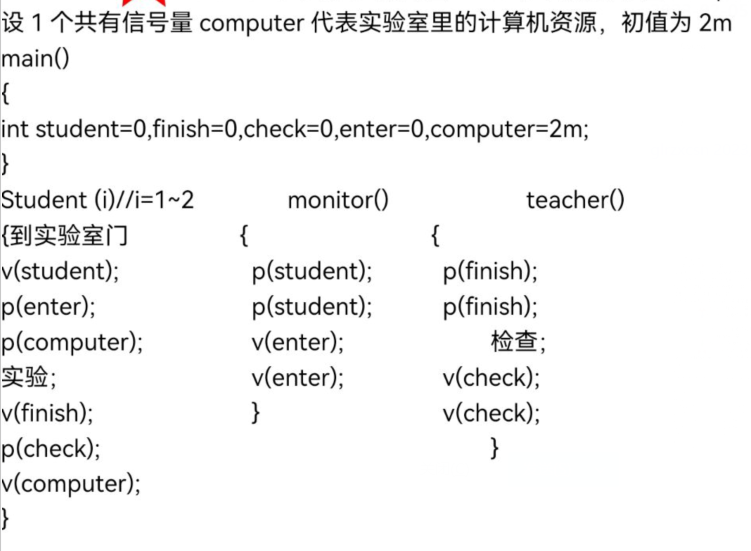 设 1 个共有信号量 computer 代表实验室里的计算机资源，初值为 2m
main()
{
int student=0,finish=0,check=0,enter=0,computer=2m;
}
Student (i)//i=1~2 monitor() teacher()
{到实验室门 { {
v(student); p(student); p(finish);
p(enter); p(student); p(finish);
p(computer); v(enter); 检查;
实验; v(enter); v(check);
v(finish); } v(check);
p(check); }
v(computer);
}